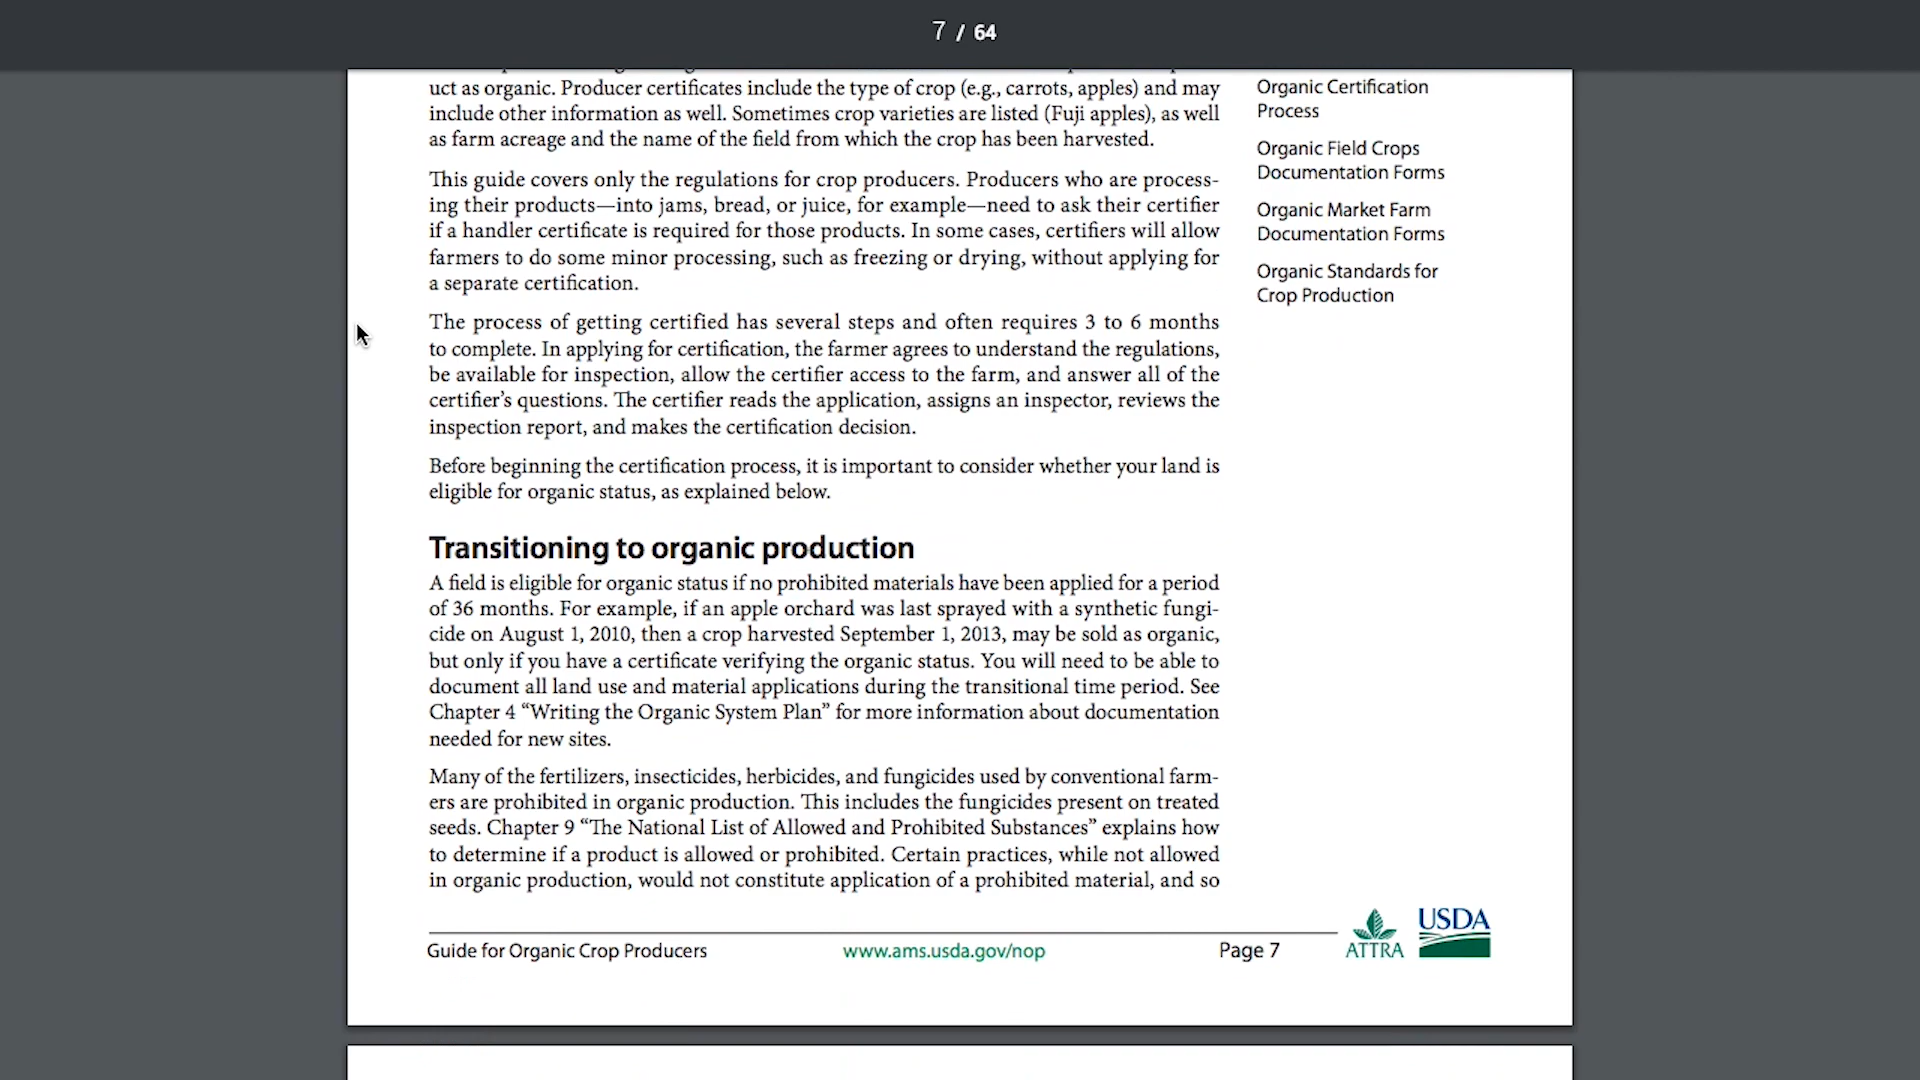 7 / 64
uct as organic. Producer certificates include the type of crop (e.g., carrots, apples) and may
include other information as well. Sometimes crop varieties are listed (Fuji apples), as well
as farm acreage and the name of the field from which the crop has been harvested.
This guide covers only the regulations for crop producers. Producers who are process-
ing their products—into jams, bread, or juice, for example—need to ask their certifier
if a handler certificate is required for those products. In some cases, certifiers will allow
farmers to do some minor processing, such as freezing or drying, without applying for
a separate certification.
The process of getting certified has several steps and often requires 3 to 6 months
to complete. In applying for certification, the farmer agrees to understand the regulations,
be available for inspection, allow the certifier access to the farm, and answer all of the
certifier's questions. The certifier reads the application, assigns an inspector, reviews the
inspection report, and makes the certification decision.
Before beginning the certification process, it is important to consider whether your land is
eligible for organic status, as explained below.
Transitioning to organic production
A field is eligible for organic status if no prohibited materials have been applied for a period
of 36 months. For example, if an apple orchard was last sprayed with a synthetic fungi-
cide on August 1, 2010, then a crop harvested September 1, 2013, may be sold as organic,
but only if you have a certificate verifying the organic status. You will need to be able to
document all land use and material applications during the transitional time period. See
Chapter 4 “Writing the Organic System Plan” for more information about documentation
needed for new sites.
Many of the fertilizers, insecticides, herbicides, and fungicides used by conventional farm-
ers are prohibited in organic production. This includes the fungicides present on treated
seeds. Chapter 9 “The National List of Allowed and Prohibited Substances” explains how
to determine if a product is allowed or prohibited. Certain practices, while not allowed
in organic production, would not constitute application of a prohibited material, and so
Organic Certification
Process
Organic Field Crops
Documentation Forms
Organic Market Farm
Documentation Forms
Organic Standards for
Crop Production
Guide for Organic Crop Producers
www.ams.usda.gov/nop
Page 7
ATTRA
USDA